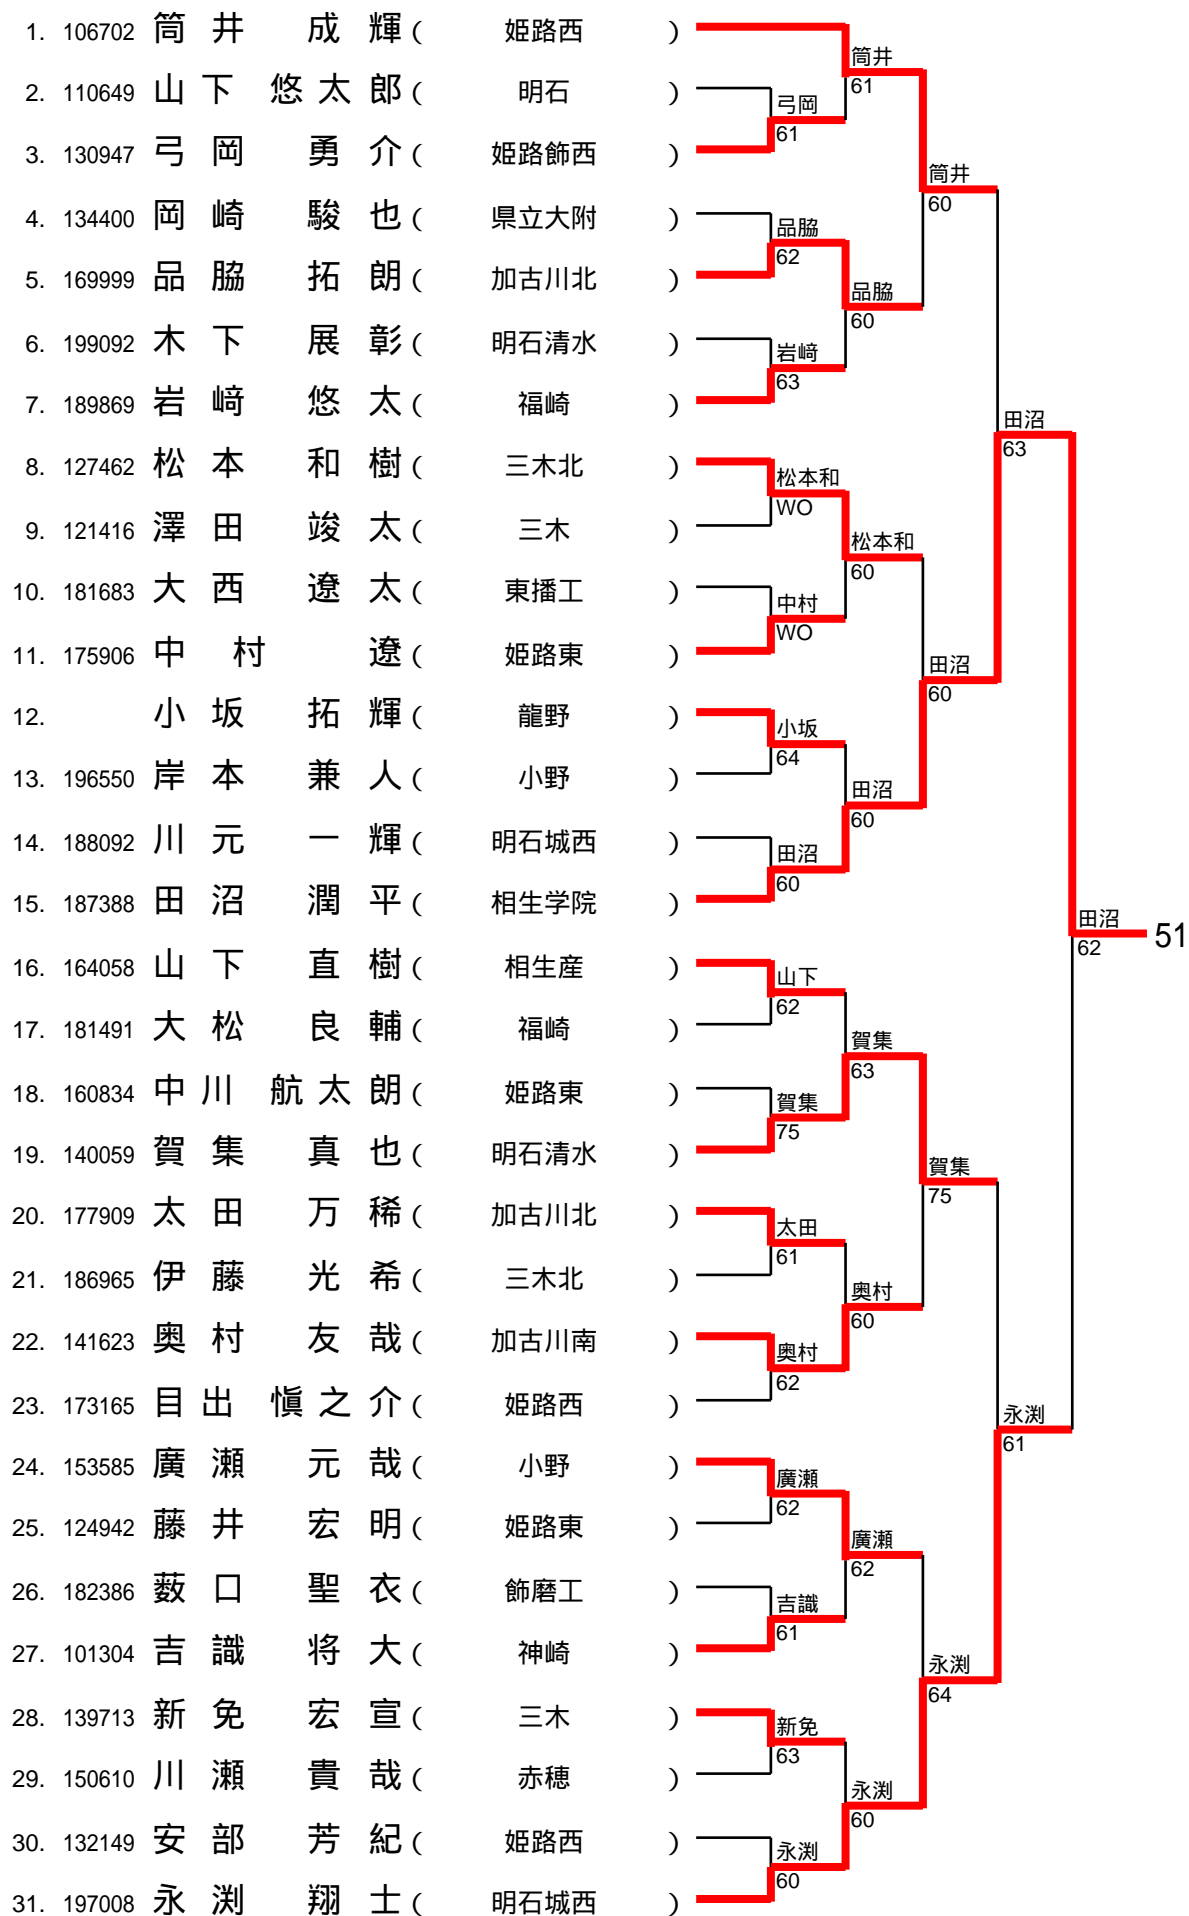 1. 106702 筒井 成輝 ( 姫路西 )
筒井
61
2. 110649 山下 悠太郎 ( 明石 )
弓岡
61
3. 130947 弓岡 勇介 ( 姫路飾西 )
筒井
60
4. 134400 岡崎 駿也 ( 県立大附 )
品脇
62
5. 169999 品脇 拓朗 ( 加古川北 )
品脇
60
6. 199092 木下 展彰 ( 明石清水 )
岩﨑
63
7. 189869 岩﨑 悠太 ( 福崎 )
田沼
63
8. 127462 松本 和樹 ( 三木北 )
松本和
WO
9. 121416 澤田 竣太 ( 三木 )
松本和
60
10. 181683 大西 遼太 ( 東播工 )
中村
WO
11. 175906 中村 遼 ( 姫路東 )
田沼
60
12. 小坂 拓輝 ( 龍野 )
小坂
64
13. 196550 岸本 兼人 ( 小野 )
田沼
60
14. 188092 川元 一輝 ( 明石城西 )
田沼
60
15. 187388 田沼 潤平 ( 相生学院 )
田沼
62
51
16. 164058 山下 直樹 ( 相生産 )
山下
62
17. 181491 大松 良輔 ( 福崎 )
賀集
63
18. 160834 中川 航太朗 ( 姫路東 )
賀集
75
19. 140059 賀集 真也 ( 明石清水 )
賀集
75
20. 177909 太田 万稀 ( 加古川北 )
太田
61
21. 186965 伊藤 光希 ( 三木北 )
奥村
60
22. 141623 奥村 友哉 ( 加古川南 )
奥村
62
23. 173165 目出 愼之介 ( 姫路西 )
永渕
61
24. 153585 廣瀬 元哉 ( 小野 )
廣瀬
62
25. 124942 藤井 宏明 ( 姫路東 )
廣瀬
62
26. 182386 薮口 聖衣 ( 飾磨工 )
吉識
61
27. 101304 吉識 将大 ( 神崎 )
永渕
64
28. 139713 新免 宏宣 ( 三木 )
新免
63
29. 150610 川瀬 貴哉 ( 赤穂 )
永渕
60
30. 132149 安部 芳紀 ( 姫路西 )
永渕
60
31. 197008 永渕 翔士 ( 明石城西 )